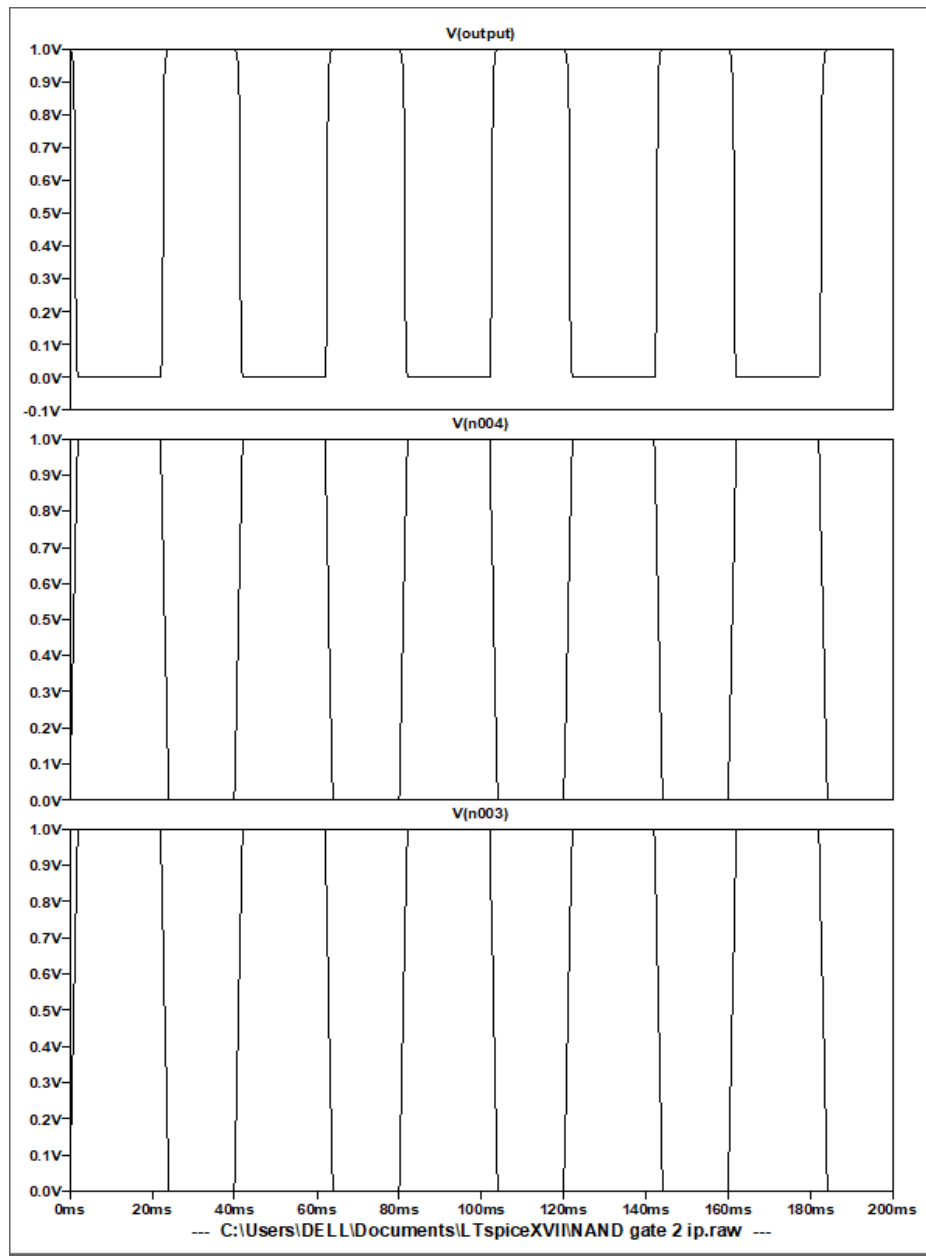 V(output)
1.0V
0.9V
0.8V
0.7V
0.6V
0.5V
0.4V
0.3V
0.2V
0.1V
0.0V
-0.1V
V(n004)
1.0V
0.9V
0.8V
0.7V
0.6V
0.5V
0.4V
0.3V
0.2V
0.1V
0.0V
V(n003)
1.0V
0.9V
0.8V
0.7V
0.6V
0.5V
0.4V
0.3V
0.2V
0.1V
0.0V
0ms 20ms 40ms 60ms 80ms 100ms 120ms 140ms 160ms 180ms 200ms
--- C:\Users\DELL\Documents\LTspiceXVII\NAND gate 2 ip.raw ---